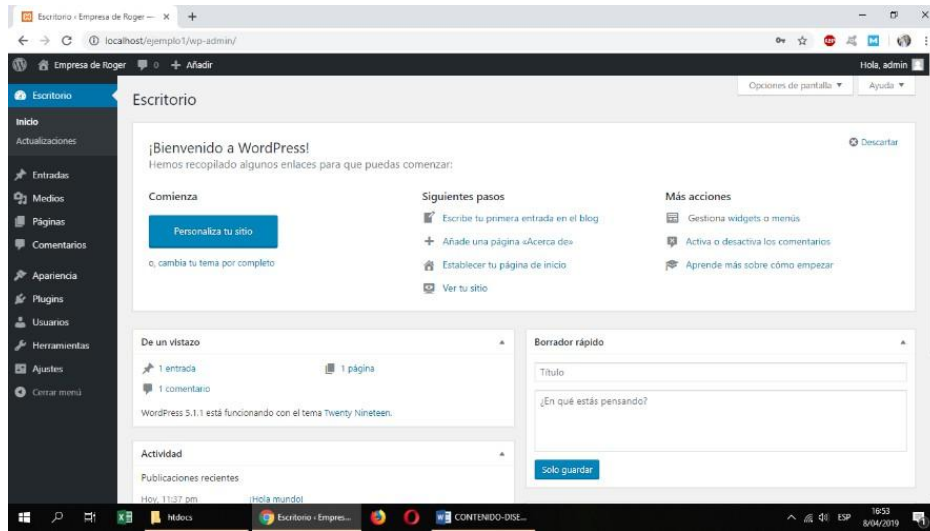 Escritorio ‹ Empresa de Roger —
localhost/ejemplo1/wp-admin/
Empresa de Roger 0 + Añadir
Hola, admin
Escritorio
Inicio
Actualizaciones
Entradas
Medios
Páginas
Comentarios
Apariencia
Plugins
Usuarios
Herramientas
Ajustes
Cerrar menú
Opciones de pantalla ▼
Ayuda ▼
Escritorio
¡Bienvenido a WordPress!
Hemos recopilado algunos enlaces para que puedas comenzar:
Descartar
Comienza
Personaliza tu sitio
o, cambia tu tema por completo
Siguientes pasos
Escribe tu primera entrada en el blog
Añade una página «Acerca de»
Establecer tu página de inicio
Ver tu sitio
Más acciones
Gestiona widgets o menús
Activa o desactiva los comentarios
Aprende más sobre cómo empezar
De un vistazo
1 entrada
1 página
1 comentario
WordPress 5.1.1 está funcionando con el tema Twenty Nineteen.
Actividad
Publicaciones recientes
Hoy, 11:37 pm ¡Hola mundo!
Borrador rápido
Título
¿En qué estás pensando?
Solo guardar
htdocs
Escritorio ‹ Empres...
CONTENIDO-DISE...
ESP
16:53
8/04/2019